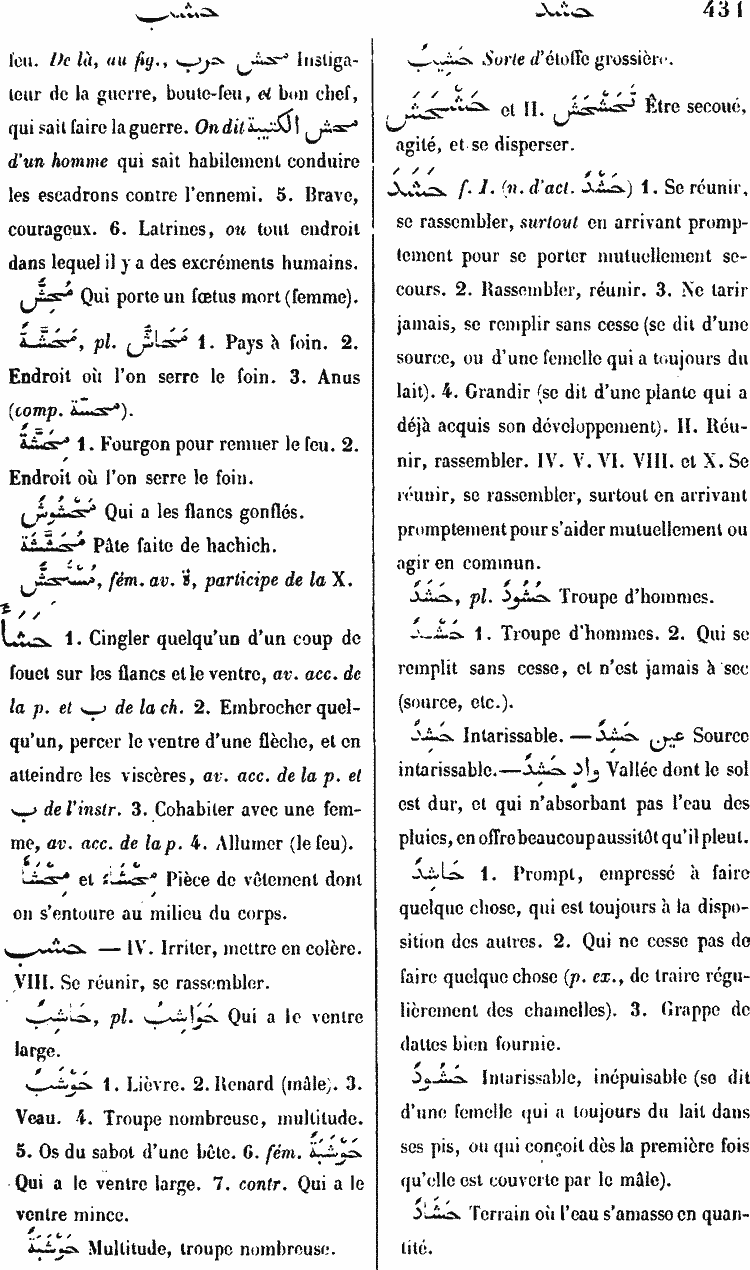 حشب
حشد
431
feu. De là, au fig., محش حرب Instiga-
teur de la guerre, boute-feu, et bon chef,
qui sait faire la guerre. On dit محش الكتيبة
d'un homme qui sait habilement conduire
les escadrons contre l'ennemi. 5. Brave,
courageux. 6. Latrines, ou tout endroit
dans lequel il y a des excréments humains.
مُحِشٌّ Qui porte un fœtus mort (femme).
مَحَشَّةٌ, pl. مَحَاشُّ 1. Pays à foin. 2.
Endroit où l'on serre le foin. 3. Anus
(comp. محسّة).
مِحَشَّةٌ 1. Fourgon pour remuer le feu. 2.
Endroit où l'on serre le foin.
مَحْشُوشٌ Qui a les flancs gonflés.
مُحَشَّشَةٌ Pâte faite de hachich.
مُسْتَحِشٌّ, fém. av. ة, participe de la X.
حَشَأَ 1. Cingler quelqu'un d'un coup de
fouet sur les flancs et le ventre, av. acc. de
la p. et ب de la ch. 2. Embrocher quel-
qu'un, percer le ventre d'une flèche, et en
atteindre les viscères, av. acc. de la p. et
ب de l'instr. 3. Cohabiter avec une fem-
me, av. acc. de la p. 4. Allumer (le feu).
مِحْشَأٌ et مِحْشَاءٌ Pièce de vêtement dont
on s'entoure au milieu du corps.
حشب — IV. Irriter, mettre en colère.
VIII. Se réunir, se rassembler.
حَاشِبٌ, pl. حَوَاشِبُ Qui a le ventre
large.
حَوْشَبٌ 1. Lièvre. 2. Renard (mâle). 3.
Veau. 4. Troupe nombreuse, multitude.
5. Os du sabot d'une bête. 6. fém. حَوْشَبَةٌ
Qui a le ventre large. 7. contr. Qui a le
ventre mince.
حَوْشَبَةٌ Multitude, troupe nombreuse.
حَشِيبٌ Sorte d'étoffe grossière.
حَشْحَشَ et II. تَحَشْحَشَ Être secoué,
agité, et se disperser.
حَشَدَ f. I. (n. d'act. حَشْدٌ) 1. Se réunir,
se rassembler, surtout en arrivant promp-
tement pour se porter mutuellement se-
cours. 2. Rassembler, réunir. 3. Ne tarir
jamais, se remplir sans cesse (se dit d'une
source, ou d'une femelle qui a toujours du
lait). 4. Grandir (se dit d'une plante qui a
déjà acquis son développement). II. Réu-
nir, rassembler. IV. V. VI. VIII. et X. Se
réunir, se rassembler, surtout en arrivant
promptement pour s'aider mutuellement ou
agir en commun.
حَشْدٌ, pl. حُشُودٌ Troupe d'hommes.
حَشَدٌ 1. Troupe d'hommes. 2. Qui se
remplit sans cesse, et n'est jamais à sec
(source, etc.).
حَشِدٌ Intarissable. — عين حَشِدٌ Source
intarissable. — وادٍ حَشِدٌ Vallée dont le sol
est dur, et qui n'absorbant pas l'eau des
pluies, en offre beaucoup aussitôt qu'il pleut.
حَاشِدٌ 1. Prompt, empressé à faire
quelque chose, qui est toujours à la dispo-
sition des autres. 2. Qui ne cesse pas de
faire quelque chose (p. ex., de traire régu-
lièrement des chamelles). 3. Grappe de
dattes bien fournie.
حَشُودٌ Intarissable, inépuisable (se dit
d'une femelle qui a toujours du lait dans
ses pis, ou qui conçoit dès la première fois
qu'elle est couverte par le mâle).
حَشَادٌ Terrain où l'eau s'amasse en quan-
tité.